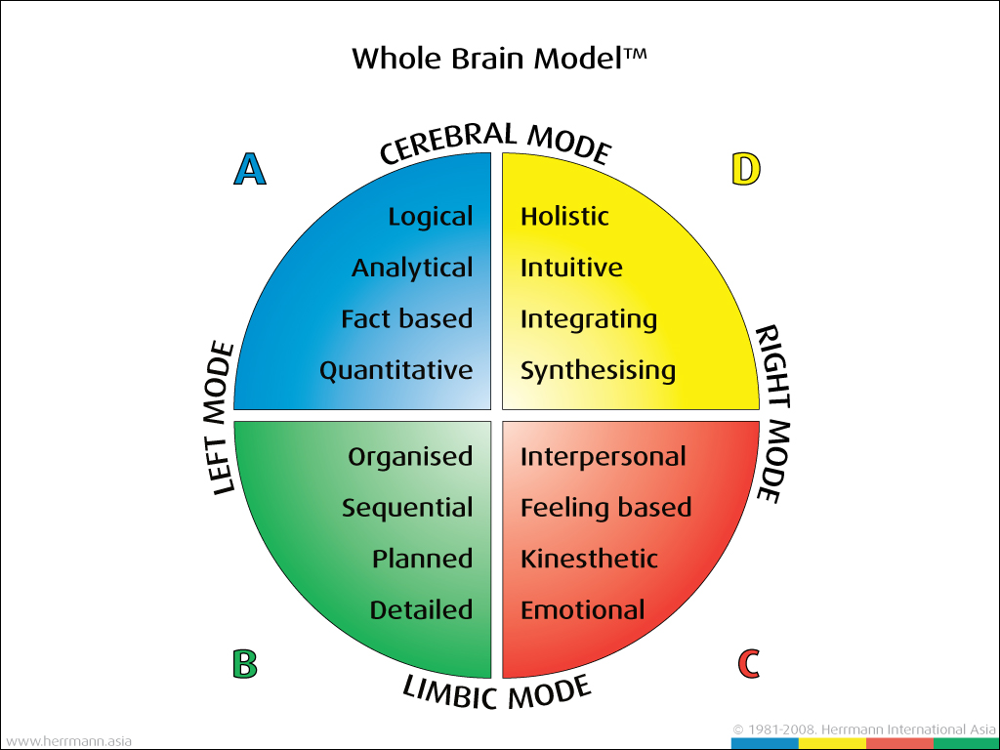 Whole Brain Model™
CEREBRAL MODE
A
D
Logical
Analytical
Fact based
Quantitative
Holistic
Intuitive
Integrating
Synthesising
LEFT MODE
RIGHT MODE
Organised
Sequential
Planned
Detailed
Interpersonal
Feeling based
Kinesthetic
Emotional
B
C
LIMBIC MODE
www.herrmann.asia
© 1981-2008. Herrmann International Asia